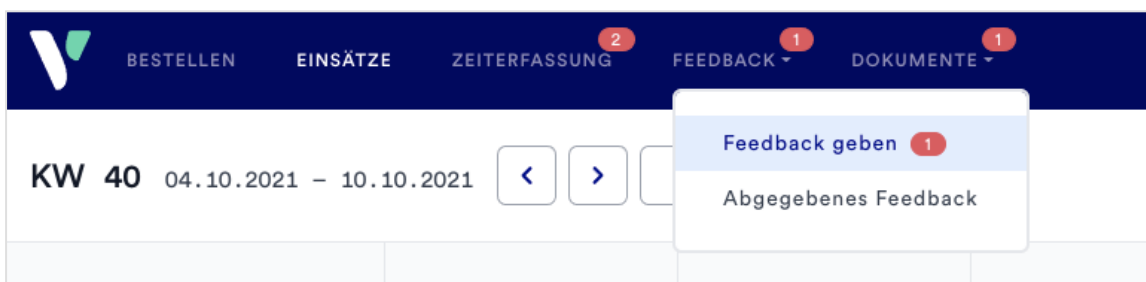 BESTELLEN EINSÄTZE ZEITERFASSUNG 2 FEEDBACK 1 DOKUMENTE 1
Feedback geben 1
KW 40 04.10.2021 – 10.10.2021
Abgegebenes Feedback